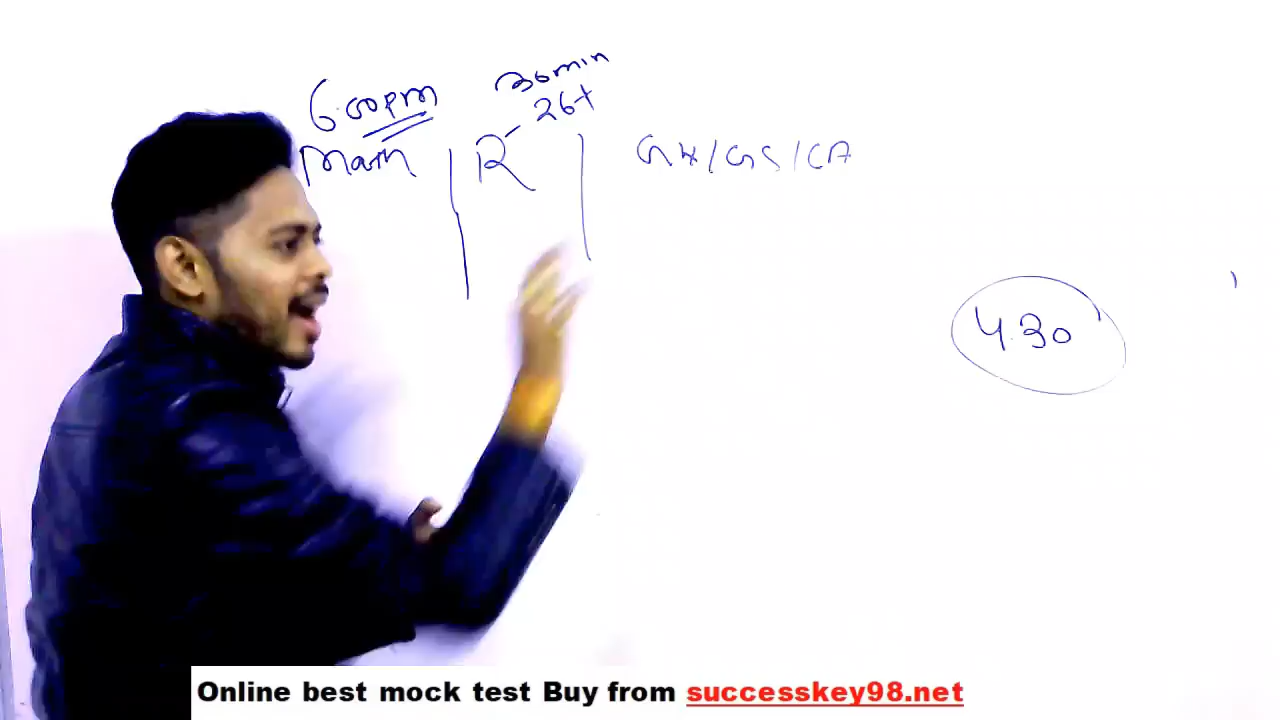 6:00pm
30min
26+
Math | R | GK/GS/CA
4.30
Online best mock test Buy from successkey98.net